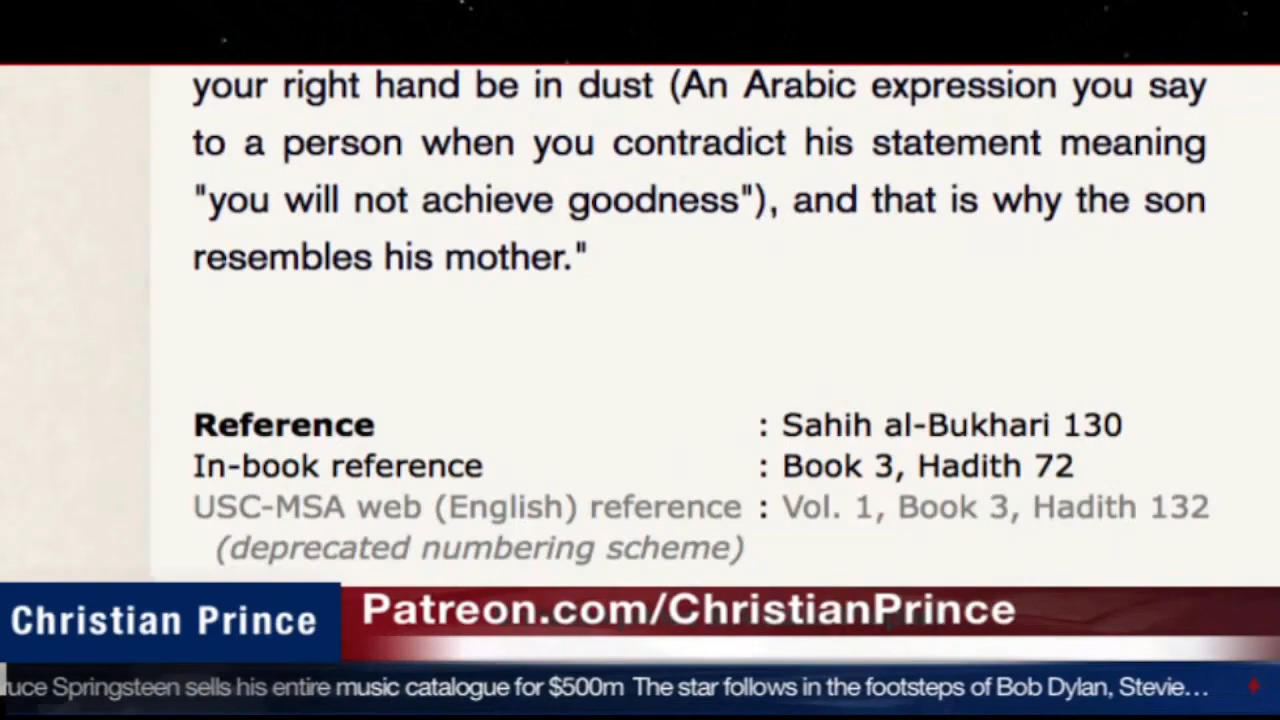 your right hand be in dust (An Arabic expression you say
to a person when you contradict his statement meaning
"you will not achieve goodness"), and that is why the son
resembles his mother."
Reference : Sahih al-Bukhari 130
In-book reference : Book 3, Hadith 72
USC-MSA web (English) reference : Vol. 1, Book 3, Hadith 132
(deprecated numbering scheme)
Christian Prince
Patreon.com/ChristianPrince
ruce Springsteen sells his entire music catalogue for $500m The star follows in the footsteps of Bob Dylan, Stevie…